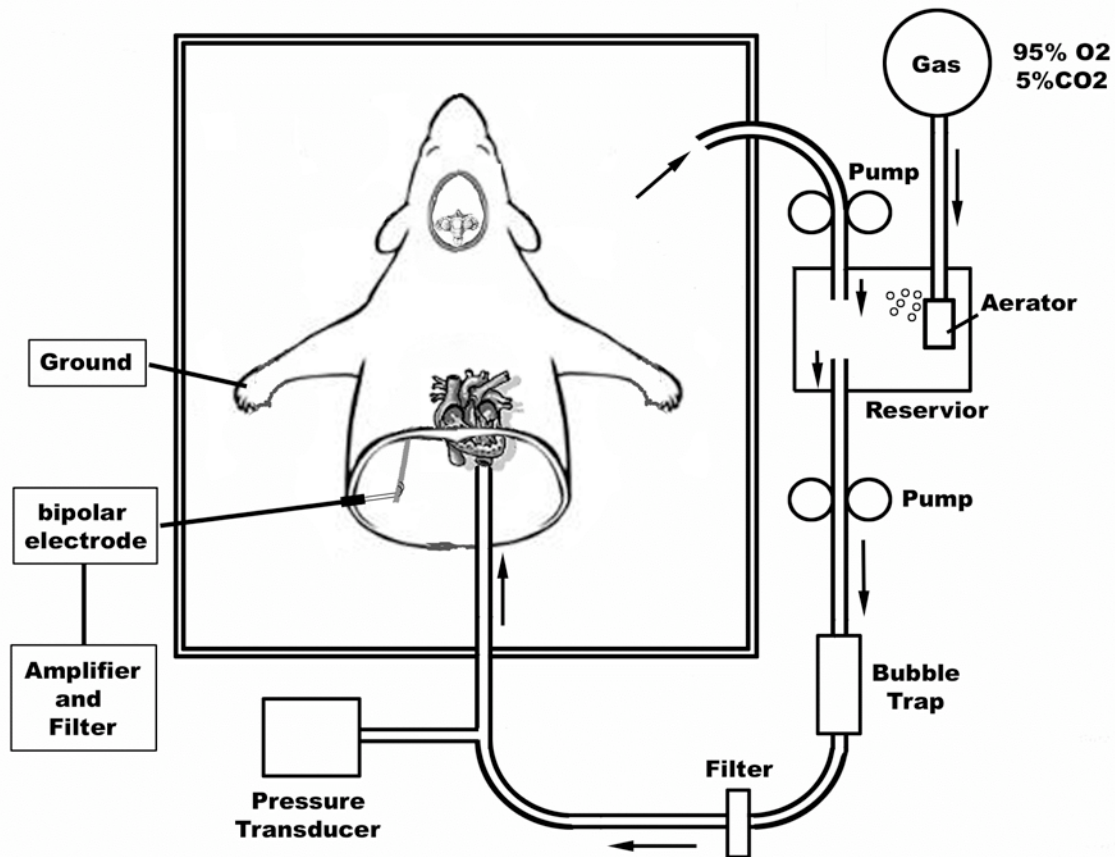 Gas
95% O2
5%CO2
Pump
Aerator
Reservior
Ground
bipolar
electrode
Pump
Amplifier
and
Filter
Bubble
Trap
Filter
Pressure
Transducer